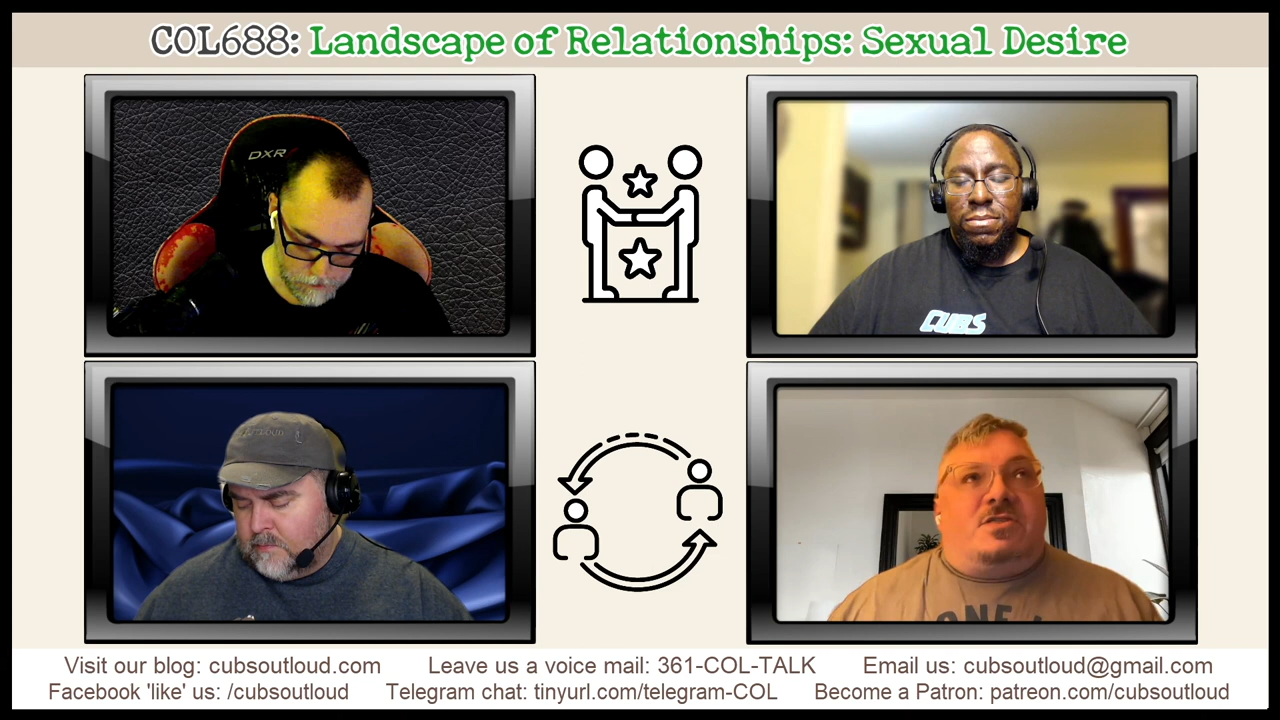 COL688: Landscape of Relationships: Sexual Desire
DXR
CUBS
ONE
Visit our blog: cubsoutloud.com Leave us a voice mail: 361-COL-TALK Email us: cubsoutloud@gmail.com
Facebook 'like' us: /cubsoutloud Telegram chat: tinyurl.com/telegram-COL Become a Patron: patreon.com/cubsoutloud